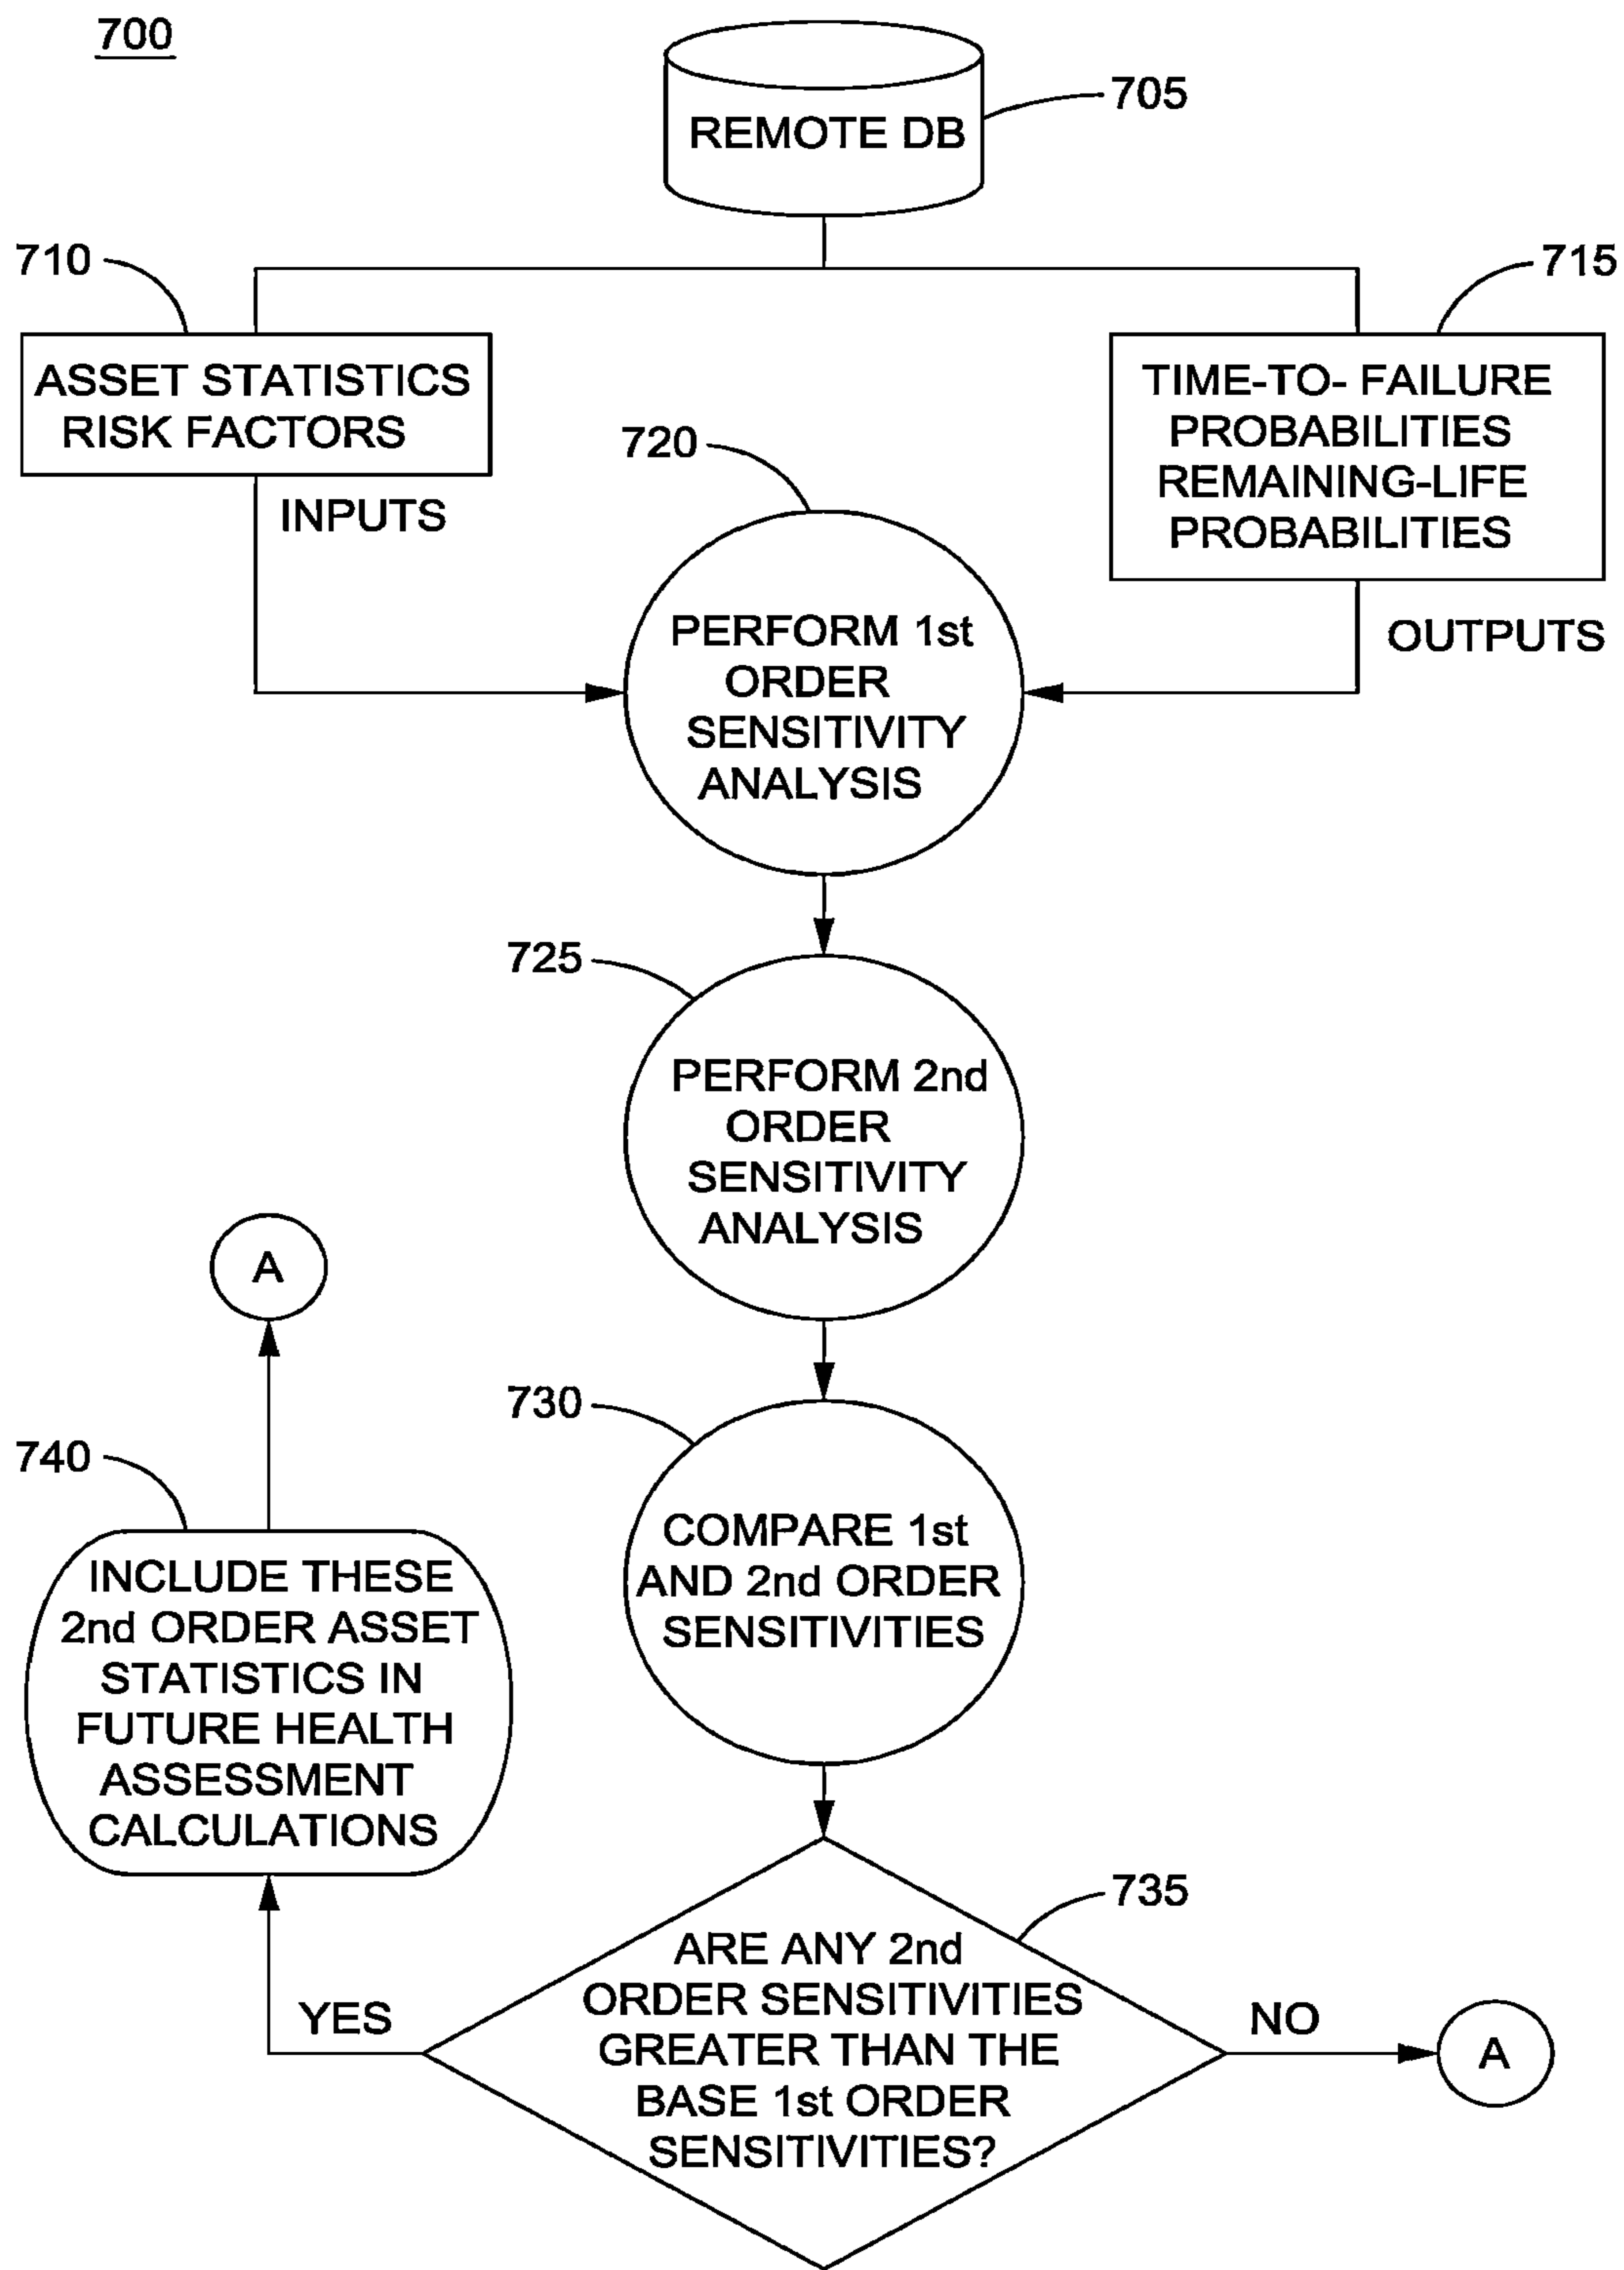 700
REMOTE DB
705
710
715
ASSET STATISTICS
RISK FACTORS
TIME-TO- FAILURE
PROBABILITIES
REMAINING-LIFE
PROBABILITIES
INPUTS
OUTPUTS
720
PERFORM 1st
ORDER
SENSITIVITY
ANALYSIS
725
PERFORM 2nd
ORDER
SENSITIVITY
ANALYSIS
A
730
COMPARE 1st
AND 2nd ORDER
SENSITIVITIES
740
INCLUDE THESE
2nd ORDER ASSET
STATISTICS IN
FUTURE HEALTH
ASSESSMENT
CALCULATIONS
735
ARE ANY 2nd
ORDER SENSITIVITIES
GREATER THAN THE
BASE 1st ORDER
SENSITIVITIES?
YES
NO
A